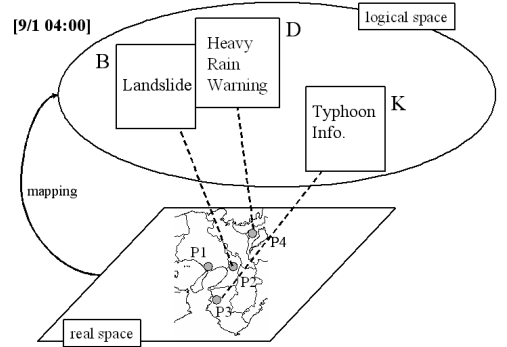 [9/1 04:00]
logical space
B
D
K
Landslide
Heavy
Rain
Warning
Typhoon
Info.
mapping
P1
P4
P2
P3
real space